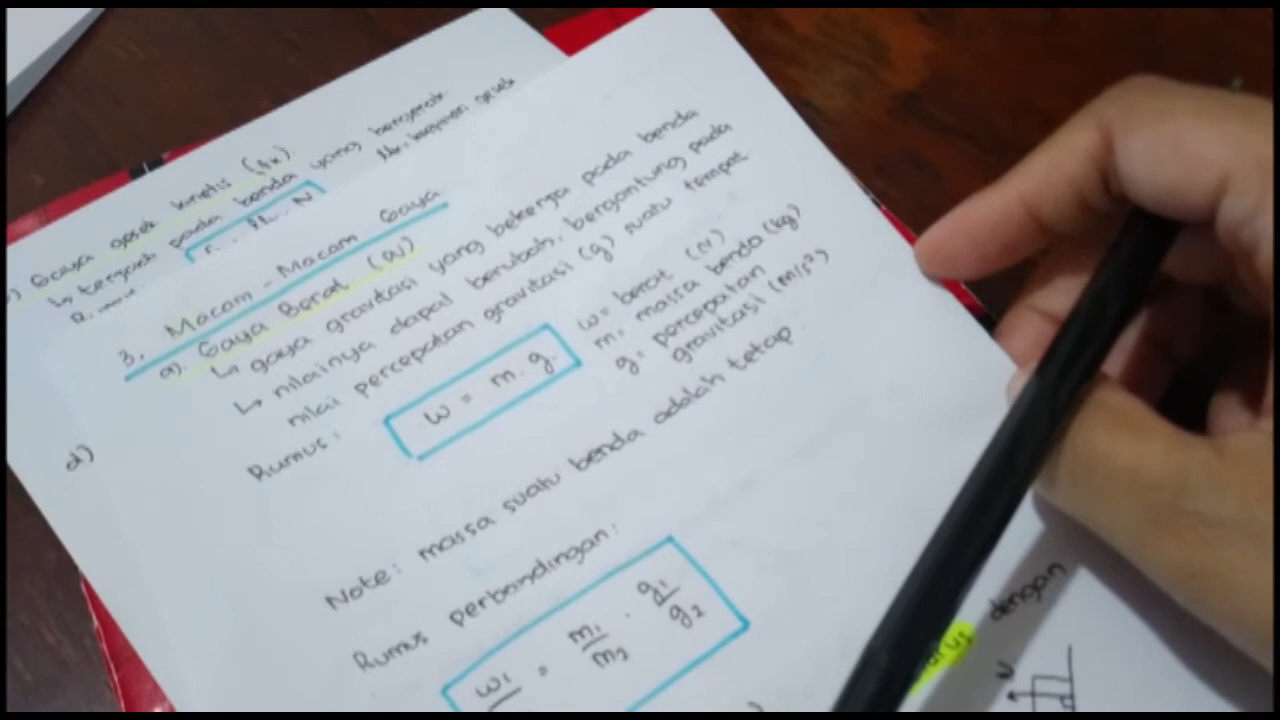 b) Gaya gesek kinetis (fk).
↳ terjadi pada benda yang bergerak
. N
gesek
3. Macam - Macam Gaya
a). Gaya Berat (W)
↳ gaya gravitasi yang bekerja pada benda
↳ nilainya dapat berubah, bergantung pada
nilai percepatan gravitasi (g) suatu tempat
Rumus:
w = m . g.
w = berat (N)
m = massa benda (kg)
g = percepatan
gravitasi (m/s²)
d)
Note: massa suatu benda adalah tetap.
Rumus perbandingan:
w1 = m1/m2 . g1/g2
dengan
N